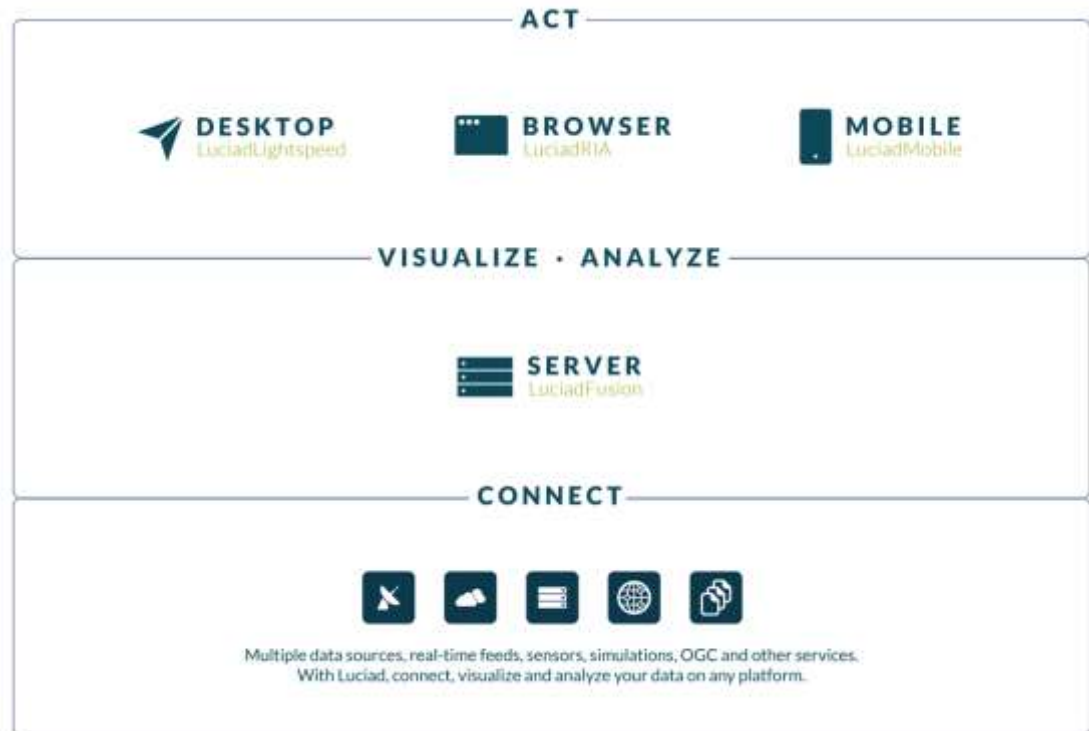 ACT
DESKTOP
LuciadLightspeed
BROWSER
LuciadRIA
MOBILE
LuciadMobile
VISUALIZE · ANALYZE
SERVER
LuciadFusion
CONNECT
Multiple data sources, real-time feeds, sensors, simulations, OGC and other services.
With Luciad, connect, visualize and analyze your data on any platform.